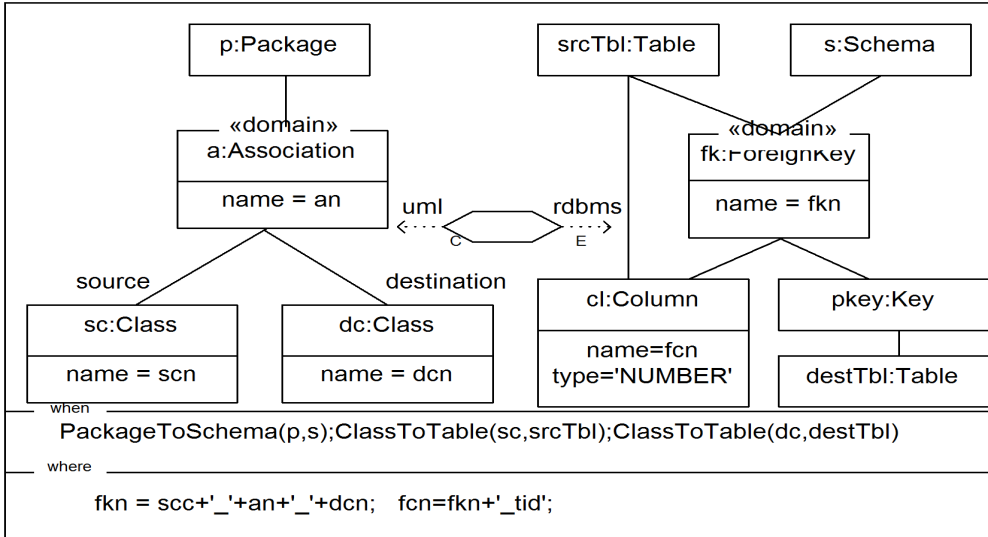 p:Package
srcTbl:Table
s:Schema
«domain»
a:Association
name = an
«domain»
fk:ForeignKey
name = fkn
uml
rdbms
C
E
source
destination
sc:Class
name = scn
dc:Class
name = dcn
cl:Column
name=fcn
type='NUMBER'
pkey:Key
destTbl:Table
when
PackageToSchema(p,s);ClassToTable(sc,srcTbl);ClassToTable(dc,destTbl)
where
fkn = scc+'_'+an+'_'+dcn; fcn=fkn+'_tid';